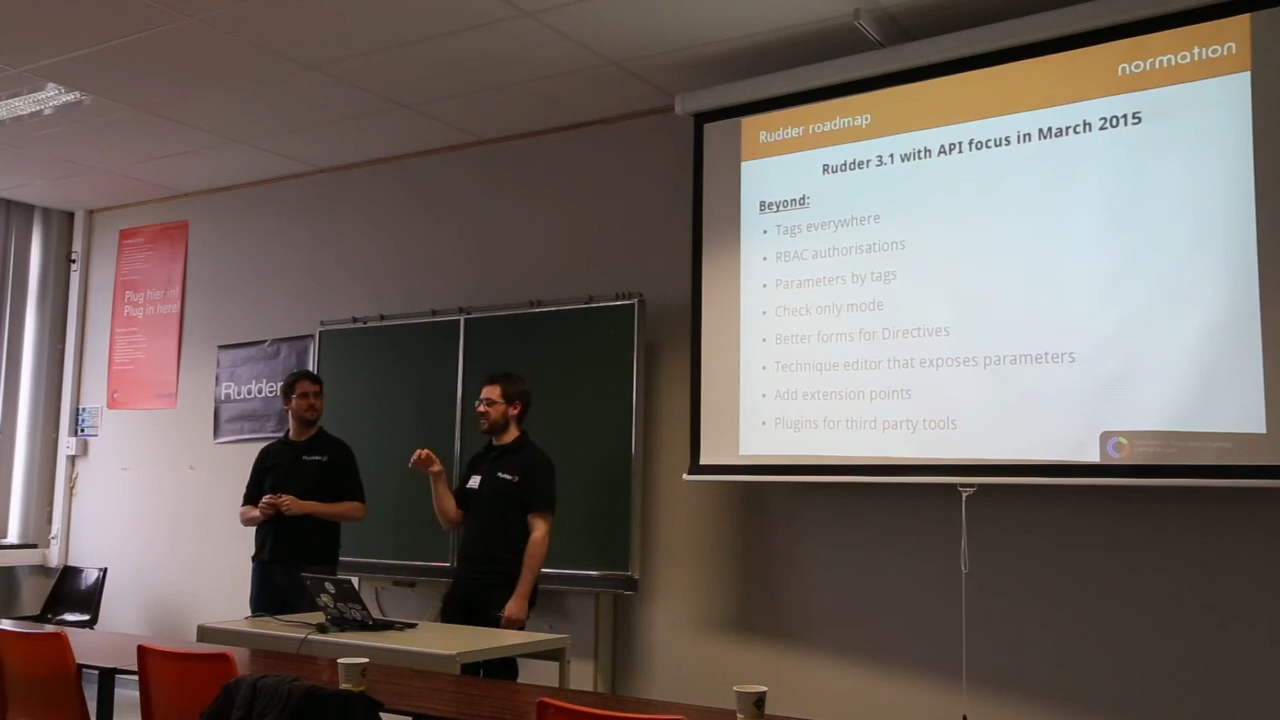 normation
Rudder roadmap
Rudder 3.1 with API focus in March 2015
Beyond:
• Tags everywhere
• RBAC authorisations
• Parameters by tags
• Check only mode
• Better forms for Directives
• Technique editor that exposes parameters
• Add extension points
• Plugins for third party tools
Plug hier in!
Plug in here!
Rudder
Rudder
Rudder